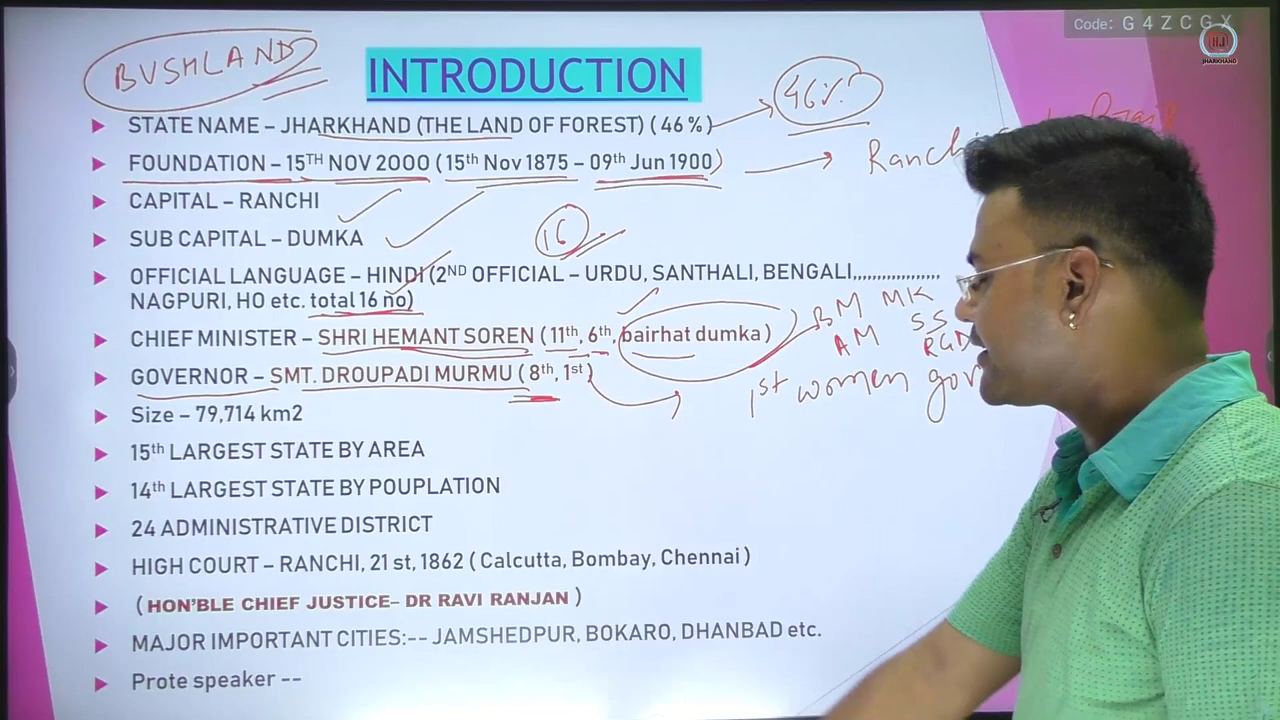 Code: G 4 Z C G X
JHARKHAND
BUSHLAND
INTRODUCTION
46%
STATE NAME – JHARKHAND (THE LAND OF FOREST) ( 46 %)
FOUNDATION – 15TH NOV 2000 ( 15th Nov 1875 – 09th Jun 1900)
Ranchi
CAPITAL – RANCHI
SUB CAPITAL – DUMKA
16
OFFICIAL LANGUAGE – HINDI (2ND OFFICIAL – URDU, SANTHALI, BENGALI,,,,,,,,,,,,,,,,,,,
NAGPURI, HO etc. total 16 no)
BM MK
CHIEF MINISTER – SHRI HEMANT SOREN ( 11th, 6th, bairhat dumka )
AM SS
RGD
GOVERNOR – SMT. DROUPADI MURMU ( 8th, 1st)
1st women gov
Size – 79,714 km2
15th LARGEST STATE BY AREA
14th LARGEST STATE BY POUPLATION
24 ADMINISTRATIVE DISTRICT
HIGH COURT – RANCHI, 21 st, 1862 ( Calcutta, Bombay, Chennai )
( HON'BLE CHIEF JUSTICE– DR RAVI RANJAN )
MAJOR IMPORTANT CITIES:-- JAMSHEDPUR, BOKARO, DHANBAD etc.
Prote speaker --